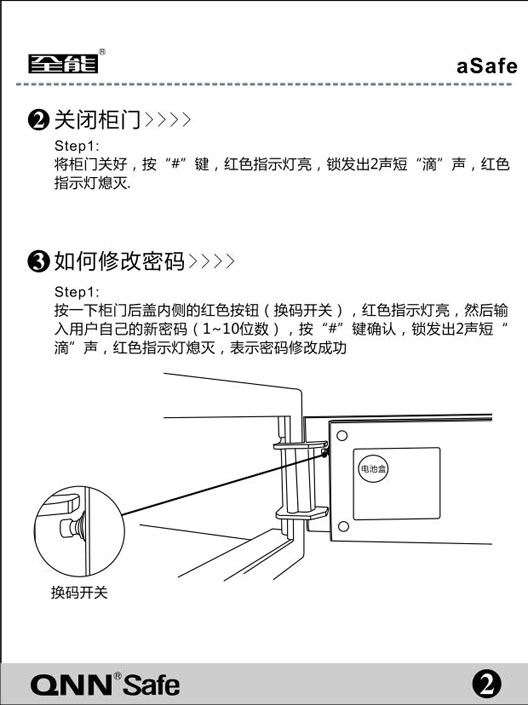 全能®
aSafe
❷ 关闭柜门>>>>
Step1:
将柜门关好，按“#”键，红色指示灯亮，锁发出2声短“滴”声，红色
指示灯熄灭.
❸ 如何修改密码>>>>
Step1:
按一下柜门后盖内侧的红色按钮（换码开关），红色指示灯亮，然后输
入用户自己的新密码（1~10位数），按“#”键确认，锁发出2声短“
滴”声，红色指示灯熄灭，表示密码修改成功
电池盒
换码开关
QNN®Safe
❷